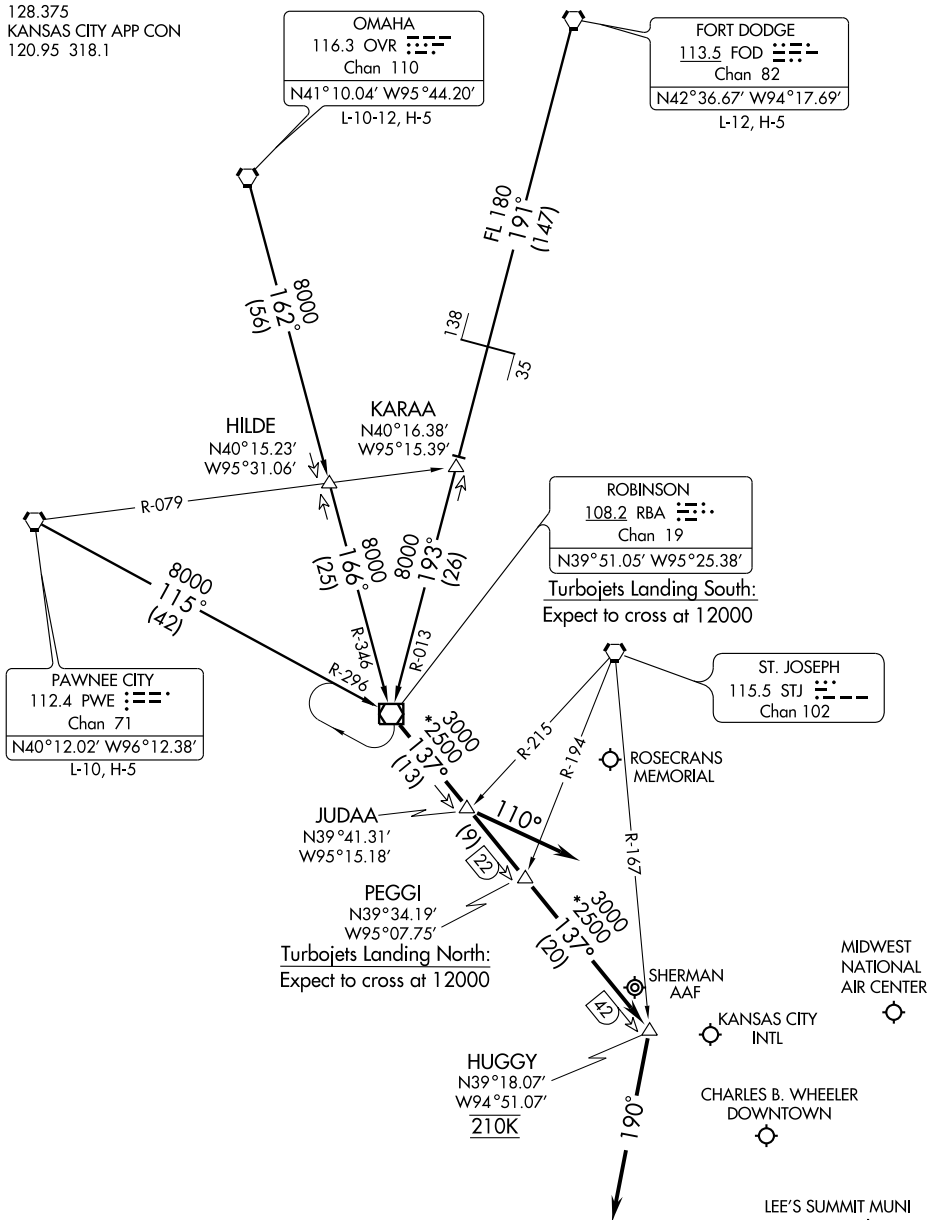 128.375
KANSAS CITY APP CON
120.95 318.1
OMAHA
116.3 OVR
Chan 110
N41°10.04' W95°44.20'
L-10-12, H-5
FORT DODGE
113.5 FOD
Chan 82
N42°36.67' W94°17.69'
L-12, H-5
FL 180
191°
(147)
8000
162°
(56)
138
35
HILDE
N40°15.23'
W95°31.06'
KARAA
N40°16.38'
W95°15.39'
R-079
ROBINSON
108.2 RBA
Chan 19
N39°51.05' W95°25.38'
Turbojets Landing South:
Expect to cross at 12000
8000
166°
(25)
8000
193°
(26)
8000
115°
(42)
R-346
R-013
R-296
PAWNEE CITY
112.4 PWE
Chan 71
N40°12.02' W96°12.38'
L-10, H-5
ST. JOSEPH
115.5 STJ
Chan 102
R-215
R-194
R-167
3000
*2500
137°
(13)
ROSECRANS
MEMORIAL
JUDAA
N39°41.31'
W95°15.18'
110°
(9)
22
PEGGI
N39°34.19'
W95°07.75'
Turbojets Landing North:
Expect to cross at 12000
3000
*2500
137°
(20)
MIDWEST
NATIONAL
AIR CENTER
SHERMAN
AAF
42
KANSAS CITY
INTL
HUGGY
N39°18.07'
W94°51.07'
210K
CHARLES B. WHEELER
DOWNTOWN
190°
LEE'S SUMMIT MUNI